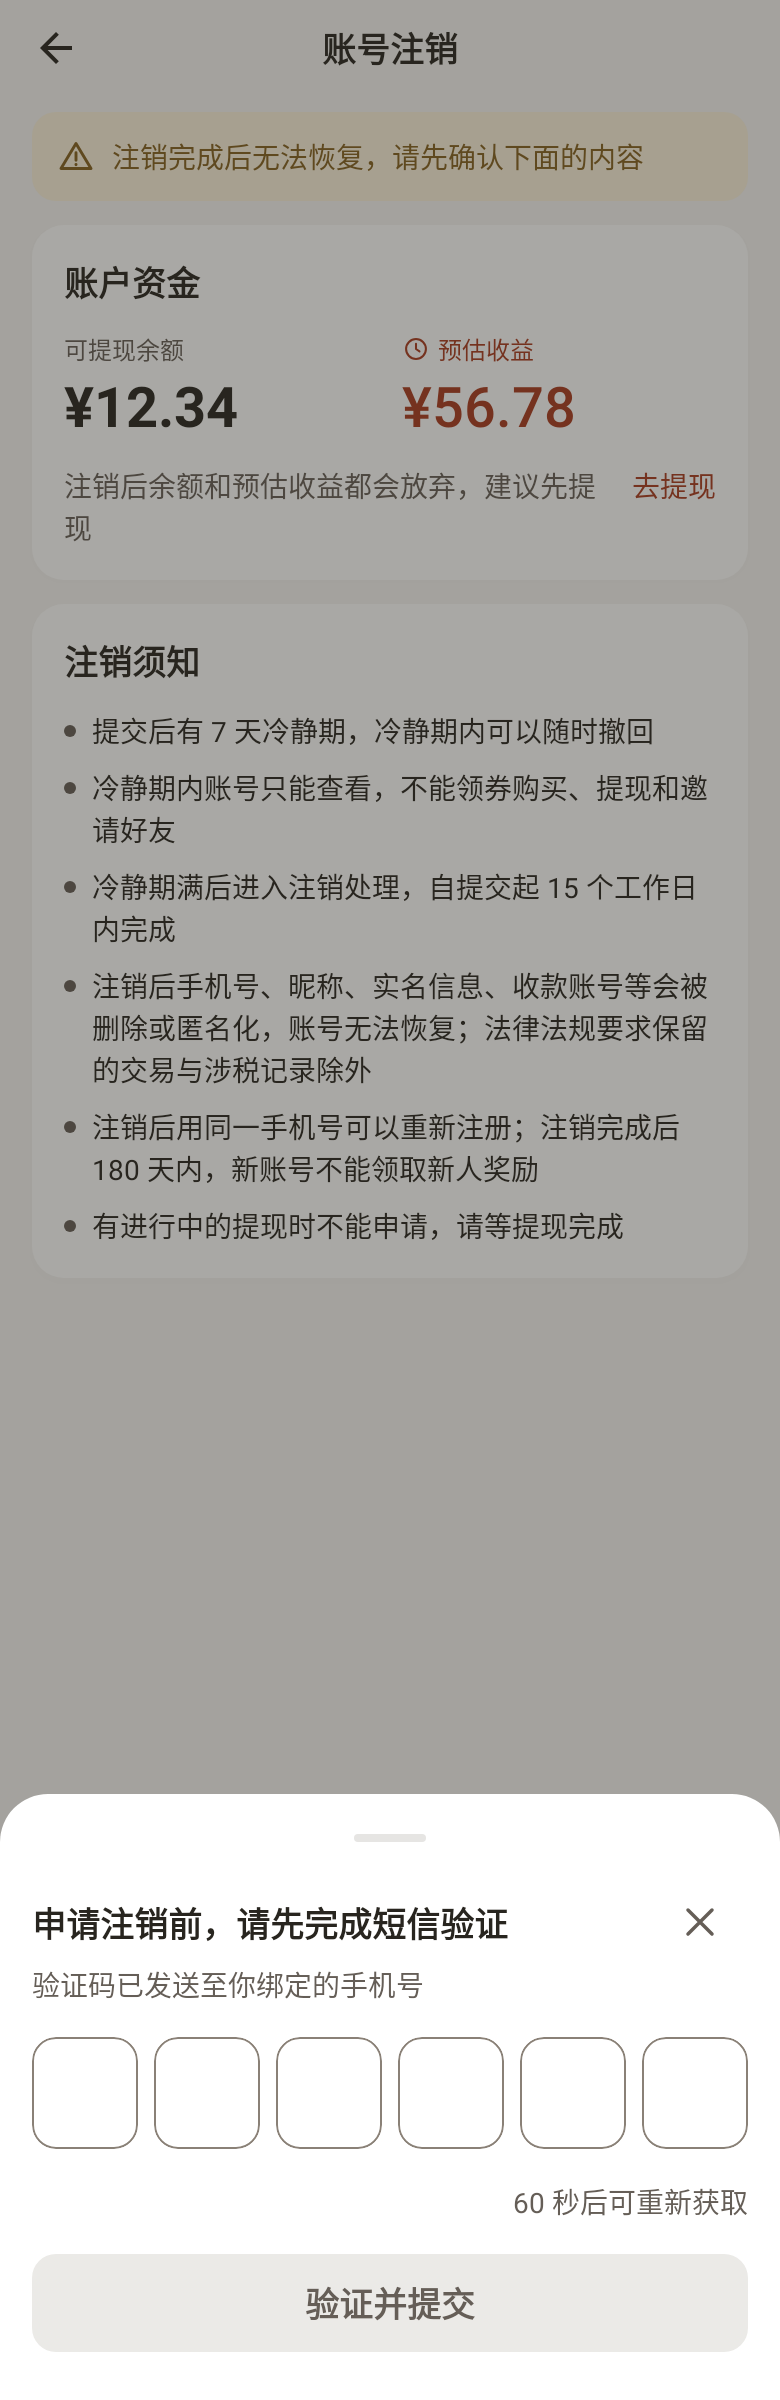 账号注销
注销完成后无法恢复，请先确认下面的内容
账户资金
可提现余额
预估收益
¥12.34
¥56.78
注销后余额和预估收益都会放弃，建议先提
现
去提现
注销须知
提交后有 7 天冷静期，冷静期内可以随时撤回
冷静期内账号只能查看，不能领券购买、提现和邀
请好友
冷静期满后进入注销处理，自提交起 15 个工作日
内完成
注销后手机号、昵称、实名信息、收款账号等会被
删除或匿名化，账号无法恢复；法律法规要求保留
的交易与涉税记录除外
注销后用同一手机号可以重新注册；注销完成后
180 天内，新账号不能领取新人奖励
有进行中的提现时不能申请，请等提现完成
申请注销前，请先完成短信验证
验证码已发送至你绑定的手机号
60 秒后可重新获取
验证并提交